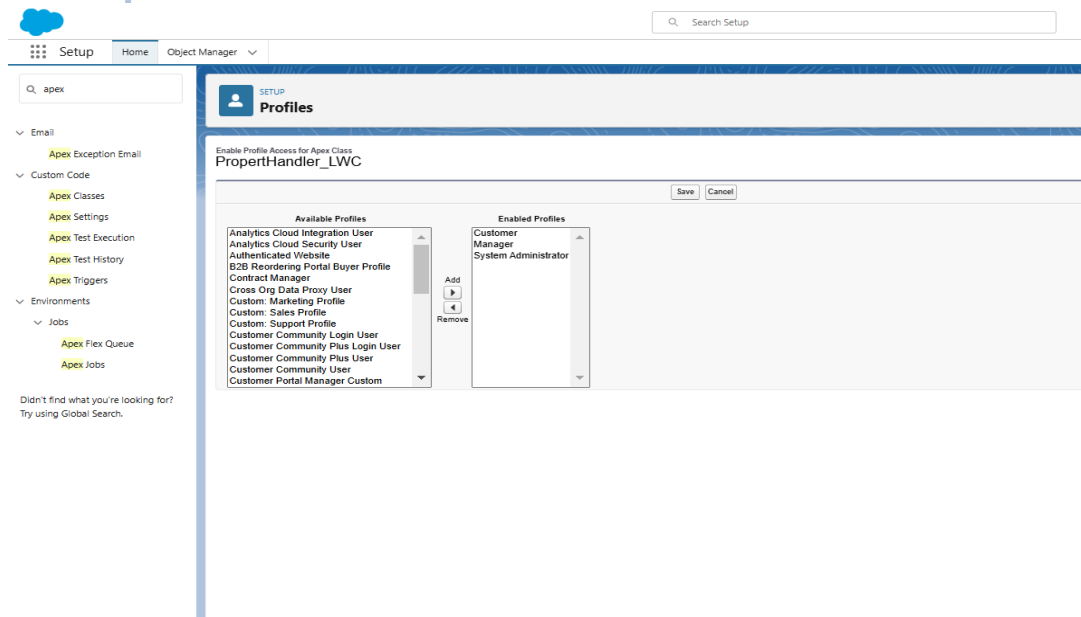 Search Setup
Setup
Home
Object Manager
apex
Email
Apex Exception Email
Custom Code
Apex Classes
Apex Settings
Apex Test Execution
Apex Test History
Apex Triggers
Environments
Jobs
Apex Flex Queue
Apex Jobs
Didn't find what you're looking for?
Try using Global Search.
SETUP
Profiles
Enable Profile Access for Apex Class
PropertHandler_LWC
Save Cancel
Available Profiles
Analytics Cloud Integration User
Analytics Cloud Security User
Authenticated Website
B2B Reordering Portal Buyer Profile
Contract Manager
Cross Org Data Proxy User
Custom: Marketing Profile
Custom: Sales Profile
Custom: Support Profile
Customer Community Login User
Customer Community Plus Login User
Customer Community Plus User
Customer Community User
Customer Portal Manager Custom
Add
Remove
Enabled Profiles
Customer
Manager
System Administrator